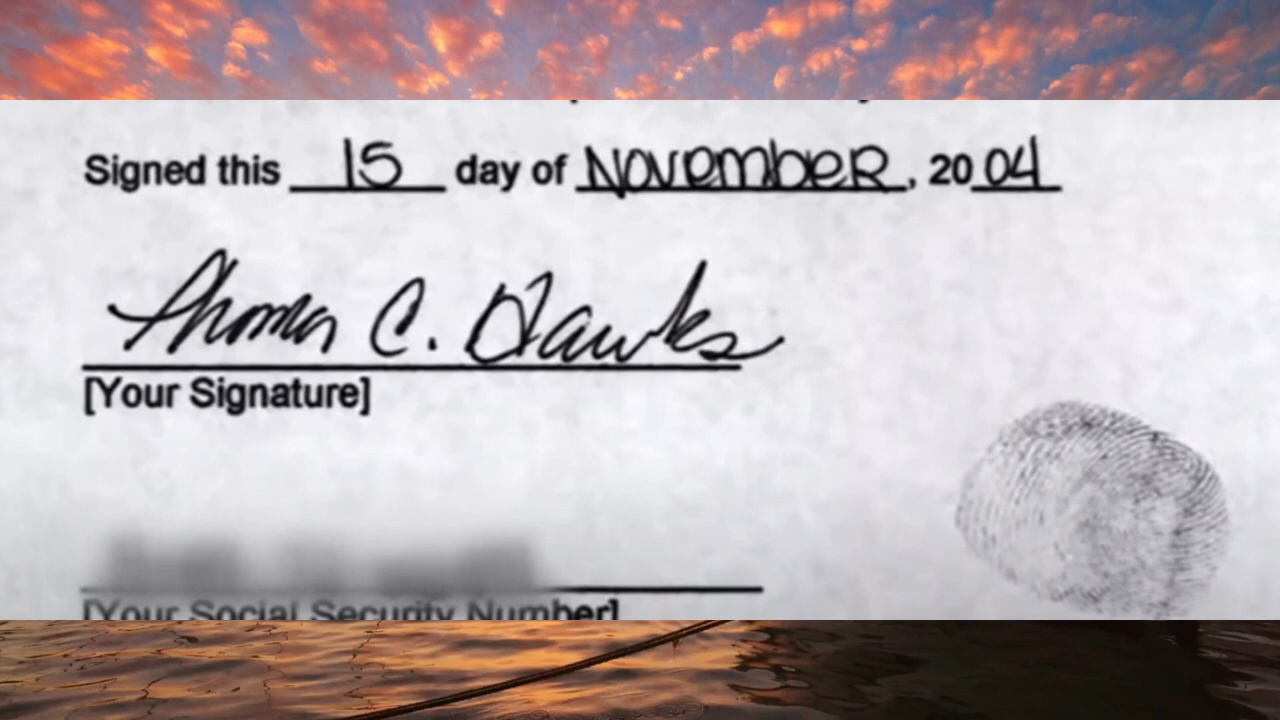 Signed this 15 day of November, 2004
Thomas C. Hawks
[Your Signature]
[Your Social Security Number]